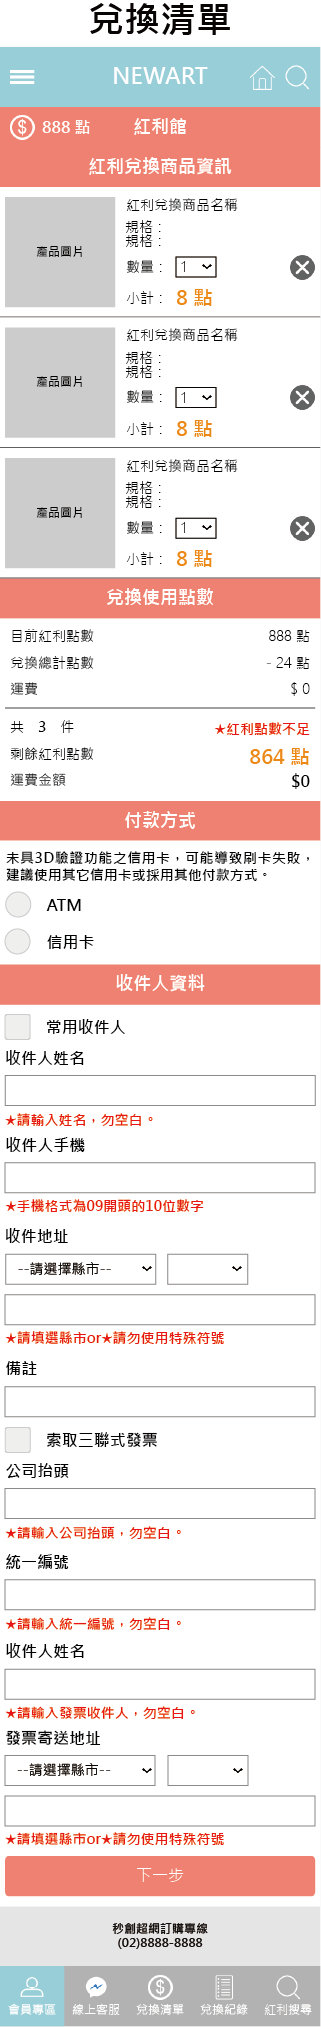 兌換清單
NEWART
888 點 紅利館
紅利兌換商品資訊
產品圖片
紅利兌換商品名稱
規格 :
規格 :
數量 : 1
小計 : 8 點
產品圖片
紅利兌換商品名稱
規格 :
規格 :
數量 : 1
小計 : 8 點
產品圖片
紅利兌換商品名稱
規格 :
規格 :
數量 : 1
小計 : 8 點
兌換使用點數
目前紅利點數 888 點
兌換總計點數 - 24 點
運費 $ 0
共 3 件 ★紅利點數不足
剩餘紅利點數 864 點
運費金額 $0
付款方式
未具3D驗證功能之信用卡，可能導致刷卡失敗，
建議使用其它信用卡或採用其他付款方式。
ATM
信用卡
收件人資料
常用收件人
收件人姓名
★請輸入姓名，勿空白。
收件人手機
★手機格式為09開頭的10位數字
收件地址
--請選擇縣市--
★請填選縣市or★請勿使用特殊符號
備註
索取三聯式發票
公司抬頭
★請輸入公司抬頭，勿空白。
統一編號
★請輸入統一編號，勿空白。
收件人姓名
★請輸入發票收件人，勿空白。
發票寄送地址
--請選擇縣市--
★請填選縣市or★請勿使用特殊符號
下一步
秒創超網訂購專線
(02)8888-8888
會員專區 線上客服 兌換清單 兌換紀錄 紅利搜尋